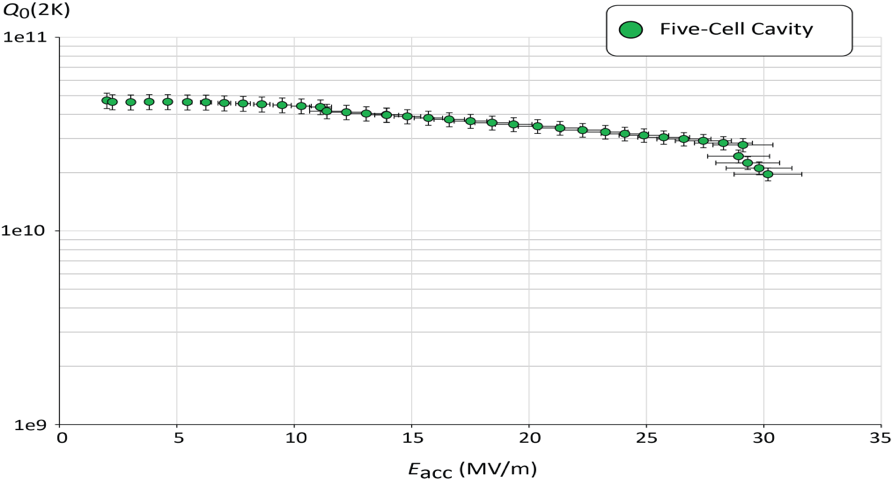 Q0(2K)
Five-Cell Cavity
1e11
1e10
1e9
0 5 10 15 20 25 30 35
Eacc (MV/m)